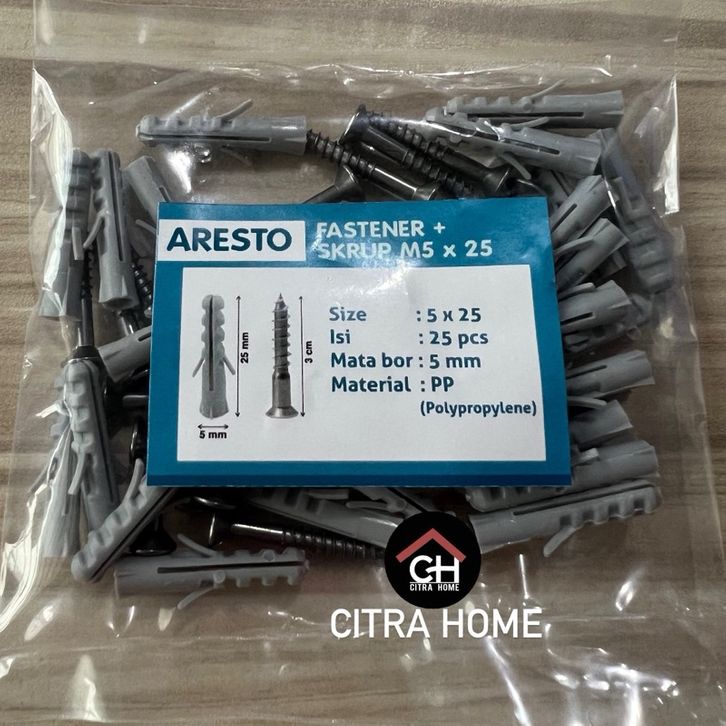 ARESTO
FASTENER +
SKRUP M5 x 25
25 mm
3 cm
5 mm
Size : 5 x 25
Isi : 25 pcs
Mata bor : 5 mm
Material : PP
(Polypropylene)
CH
CITRA HOME
CITRA HOME